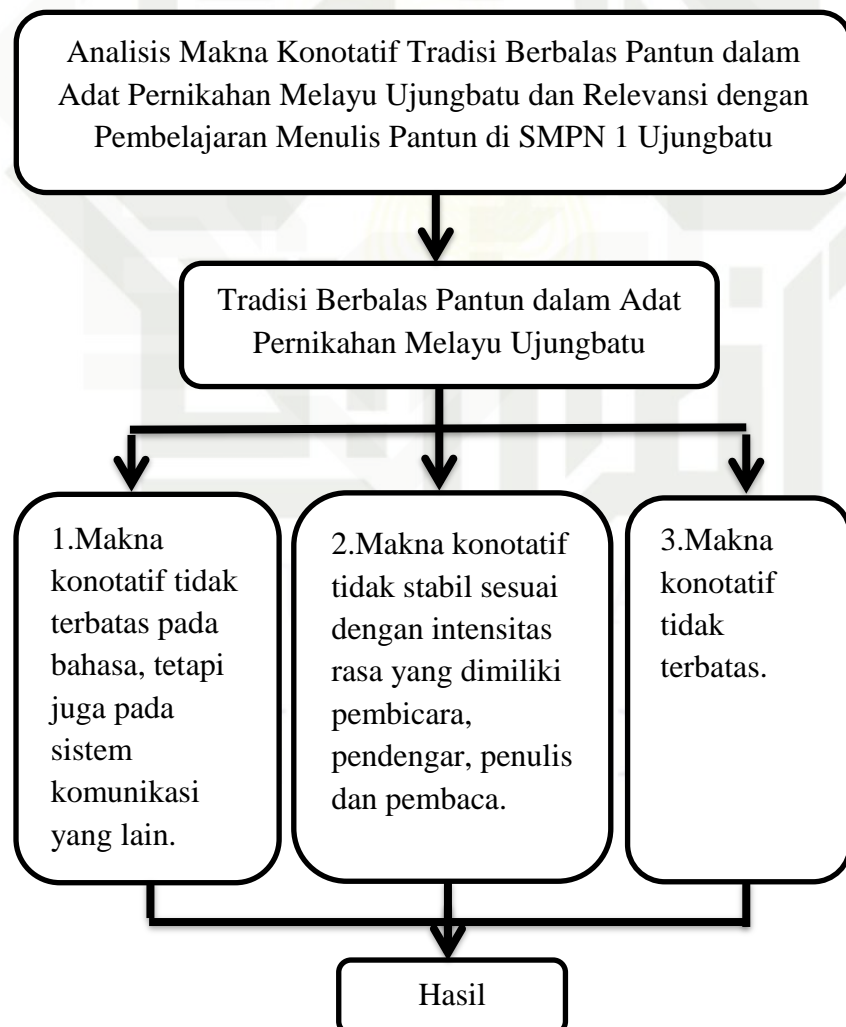 Analisis Makna Konotatif Tradisi Berbalas Pantun dalam
Adat Pernikahan Melayu Ujungbatu dan Relevansi dengan
Pembelajaran Menulis Pantun di SMPN 1 Ujungbatu
Tradisi Berbalas Pantun dalam Adat
Pernikahan Melayu Ujungbatu
1.Makna
konotatif tidak
terbatas pada
bahasa, tetapi
juga pada
sistem
komunikasi
yang lain.
2.Makna konotatif
tidak stabil sesuai
dengan intensitas
rasa yang dimiliki
pembicara,
pendengar, penulis
dan pembaca.
3.Makna
konotatif
tidak
terbatas.
Hasil